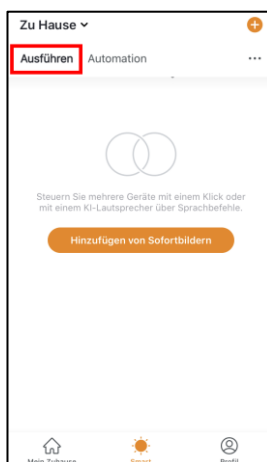 Zu Hause
Ausführen Automation
Steuern Sie mehrere Geräte mit einem Klick oder
mit einem KI-Lautsprecher über Sprachbefehle.
Hinzufügen von Sofortbildern
Mein Zuhause Smart Profil